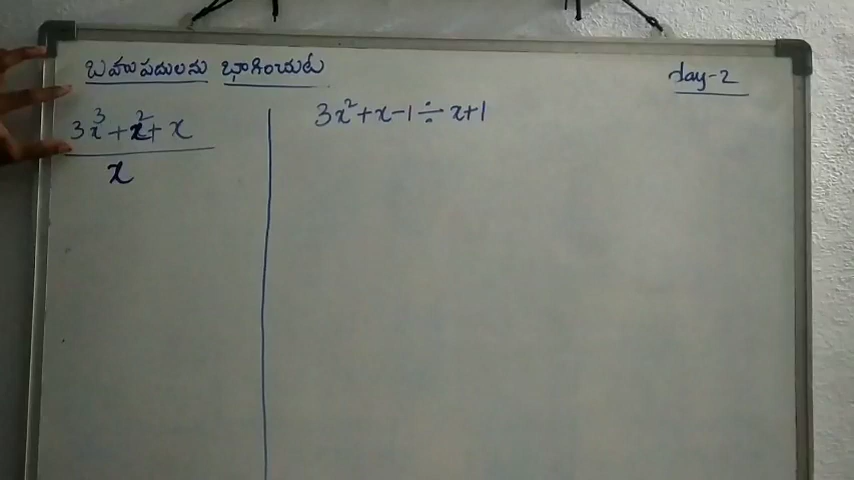 బహుపదులను భాగించుట
day-2
3x³ + x² + x
x
3x² + x - 1 ÷ x + 1